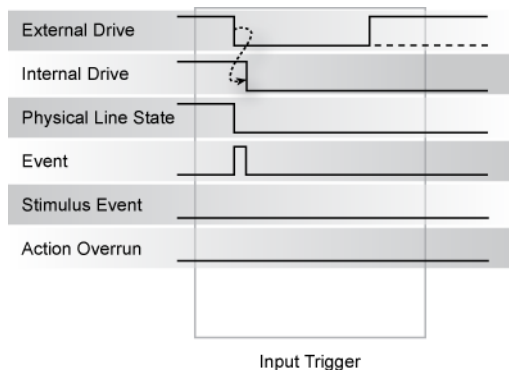 External Drive
Internal Drive
Physical Line State
Event
Stimulus Event
Action Overrun
Input Trigger